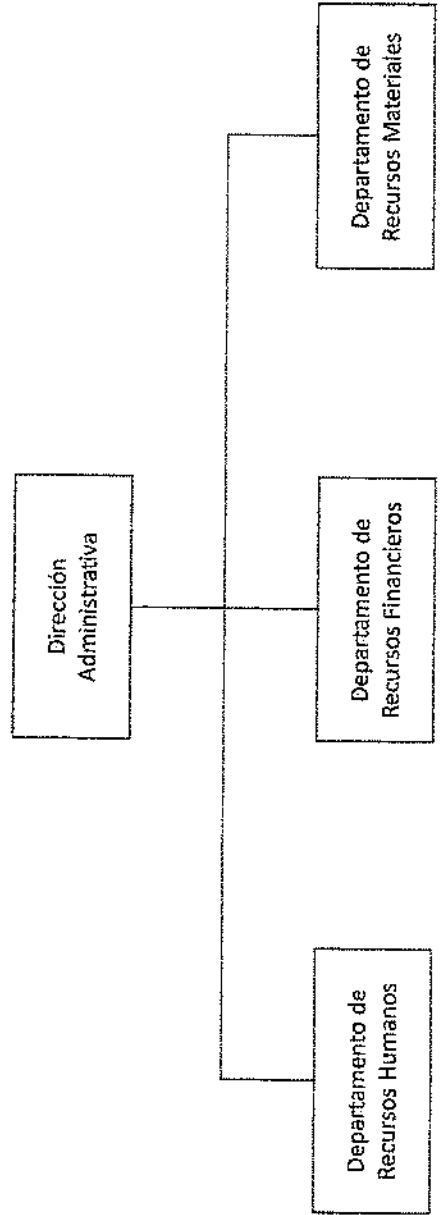 Dirección
Administrativa
Departamento de
Recursos Humanos
Departamento de
Recursos Financieros
Departamento de
Recursos Materiales